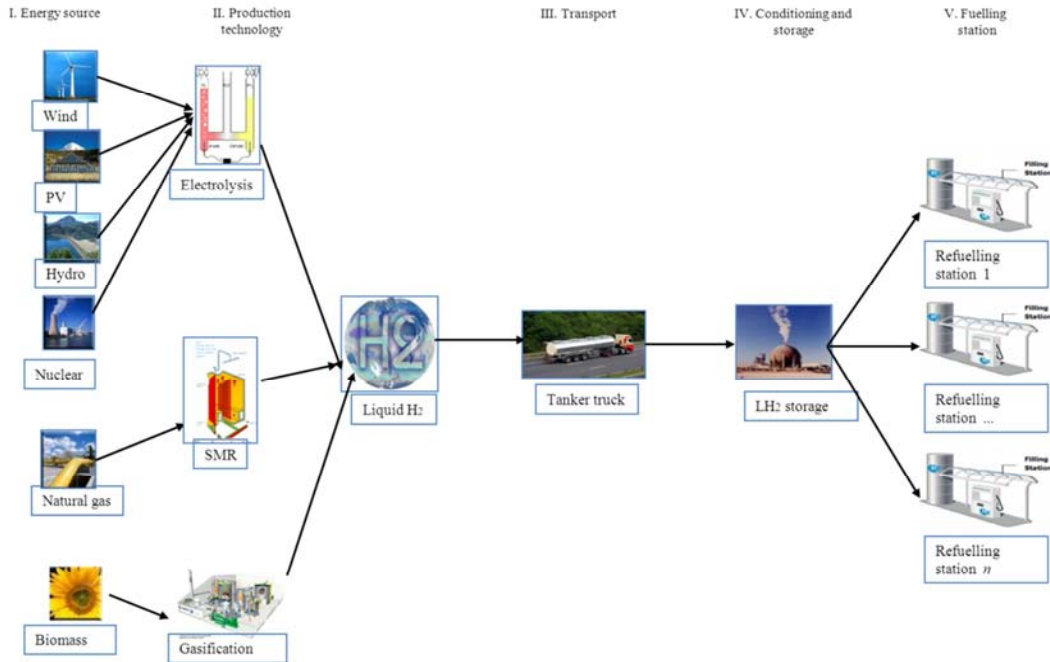 I. Energy source
II. Production
technology
III. Transport
IV. Conditioning and
storage
V. Fuelling
station
Wind
PV
Hydro
Nuclear
Natural gas
Biomass
Electrolysis
SMR
Gasification
H2
Liquid H2
Tanker truck
LH2 storage
Filling
Station
Refuelling
station 1
Filling
Station
Refuelling
station ...
Filling
Station
Refuelling
station n